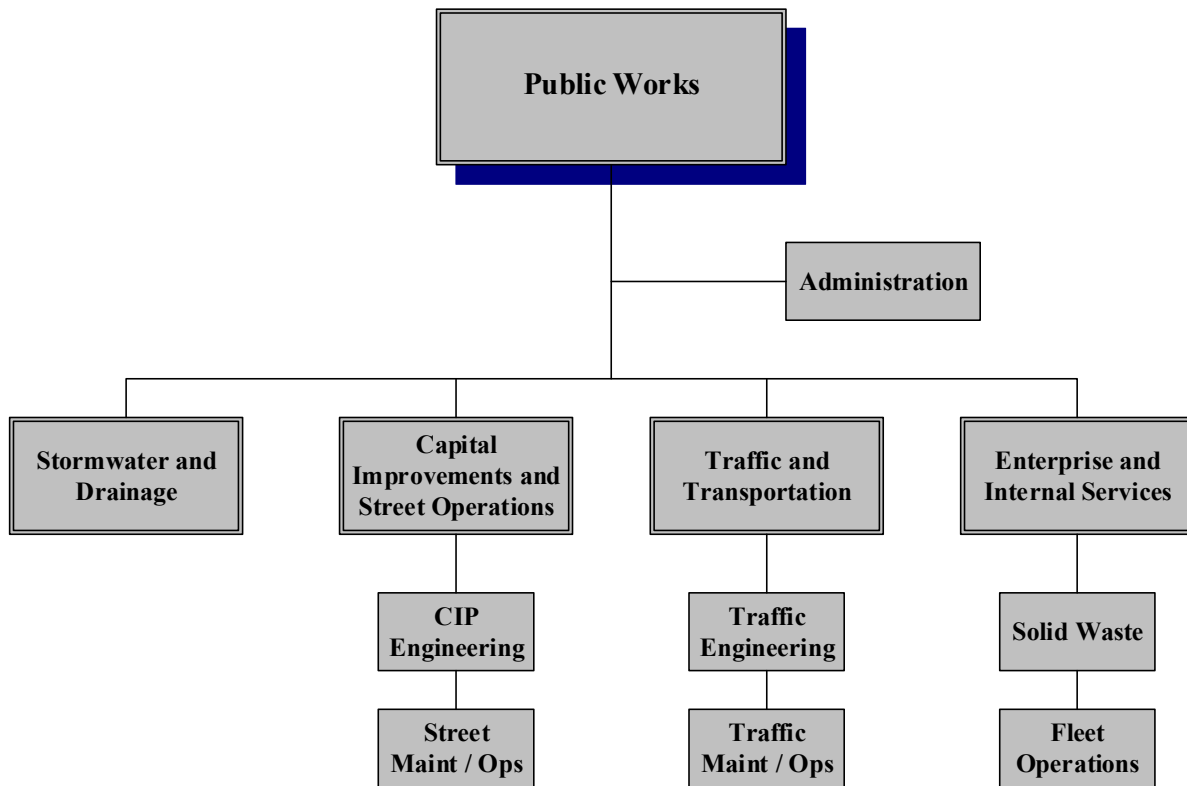 Public Works
Administration
Stormwater and
Drainage
Capital
Improvements and
Street Operations
Traffic and
Transportation
Enterprise and
Internal Services
CIP
Engineering
Traffic
Engineering
Solid Waste
Street
Maint / Ops
Traffic
Maint / Ops
Fleet
Operations